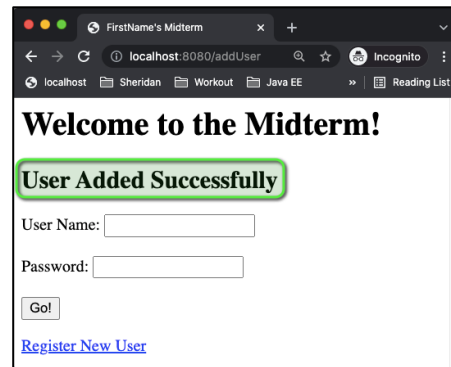 FirstName's Midterm
localhost:8080/addUser
Incognito
localhost Sheridan Workout Java EE » Reading List
Welcome to the Midterm!
User Added Successfully
User Name:
Password:
Go!
Register New User